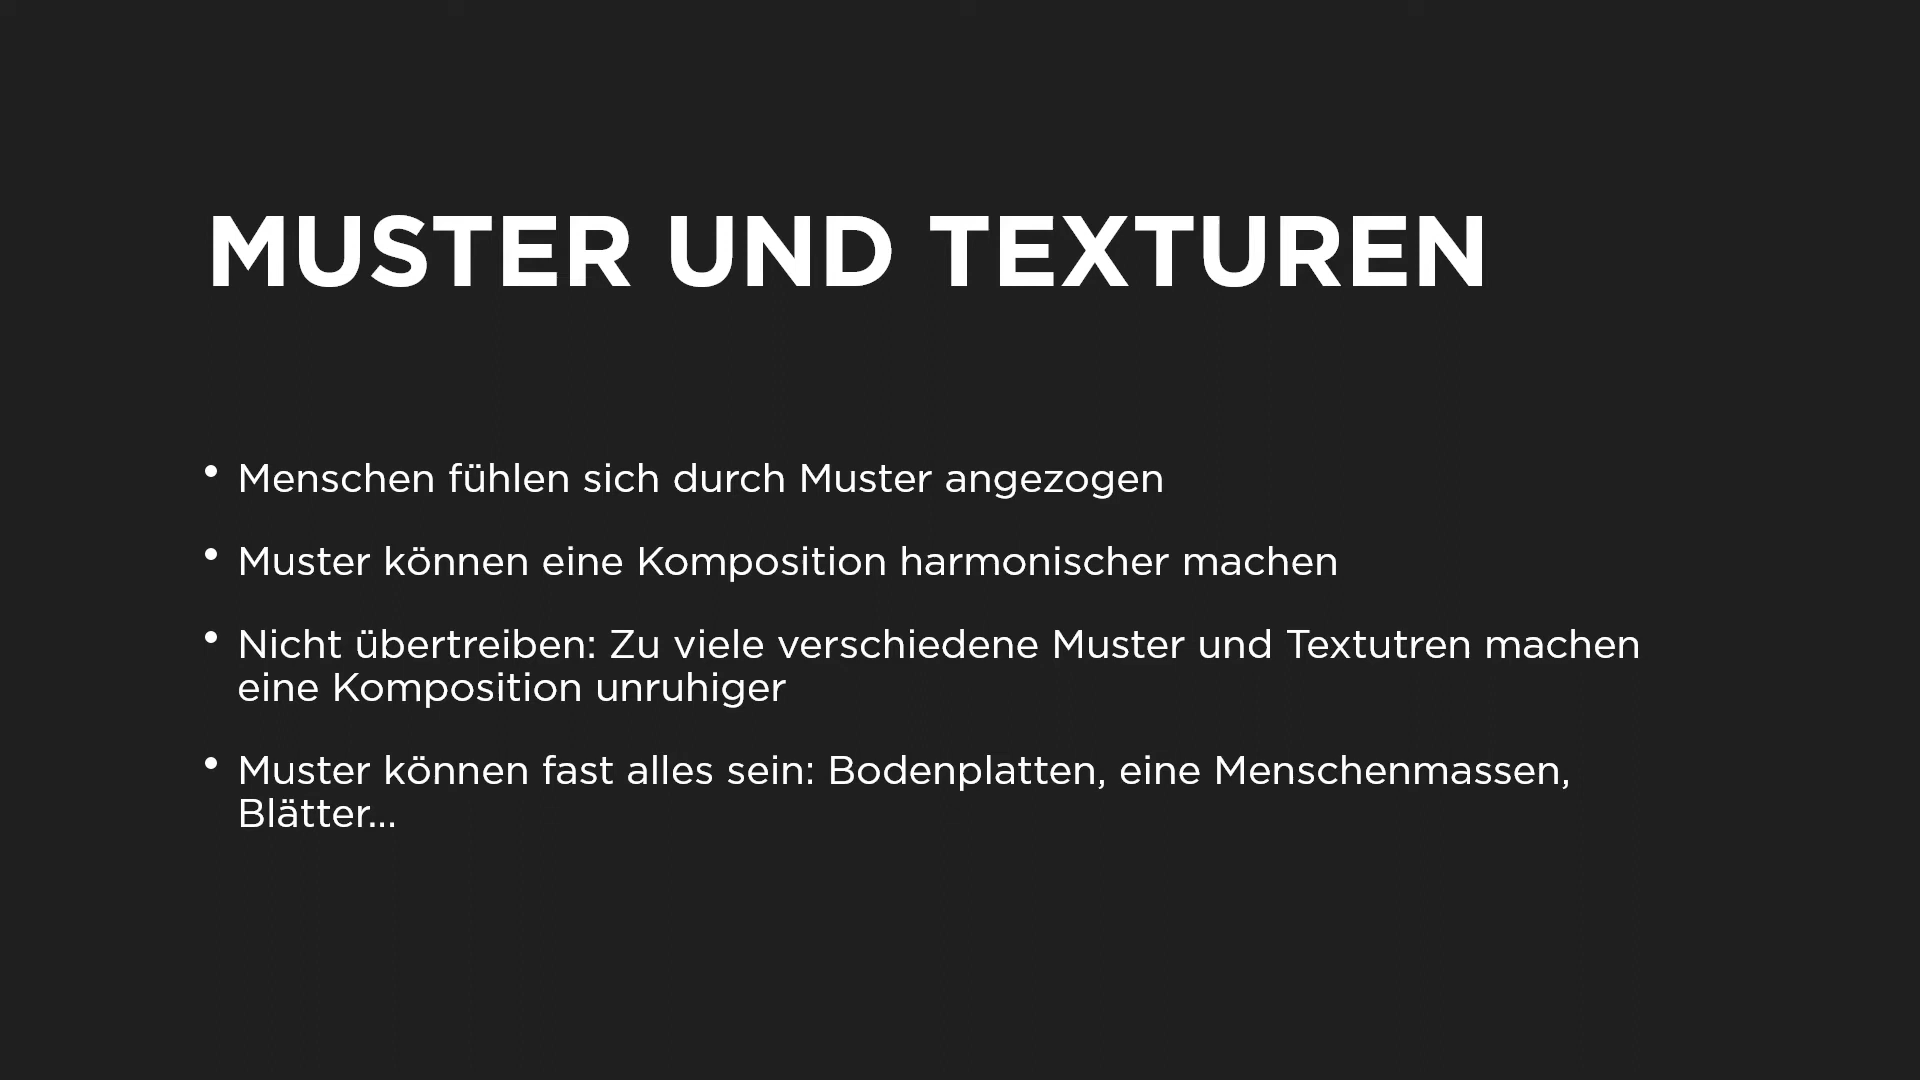 MUSTER UND TEXTUREN
• Menschen fühlen sich durch Muster angezogen
• Muster können eine Komposition harmonischer machen
• Nicht übertreiben: Zu viele verschiedene Muster und Textutren machen
eine Komposition unruhiger
• Muster können fast alles sein: Bodenplatten, eine Menschenmassen,
Blätter...